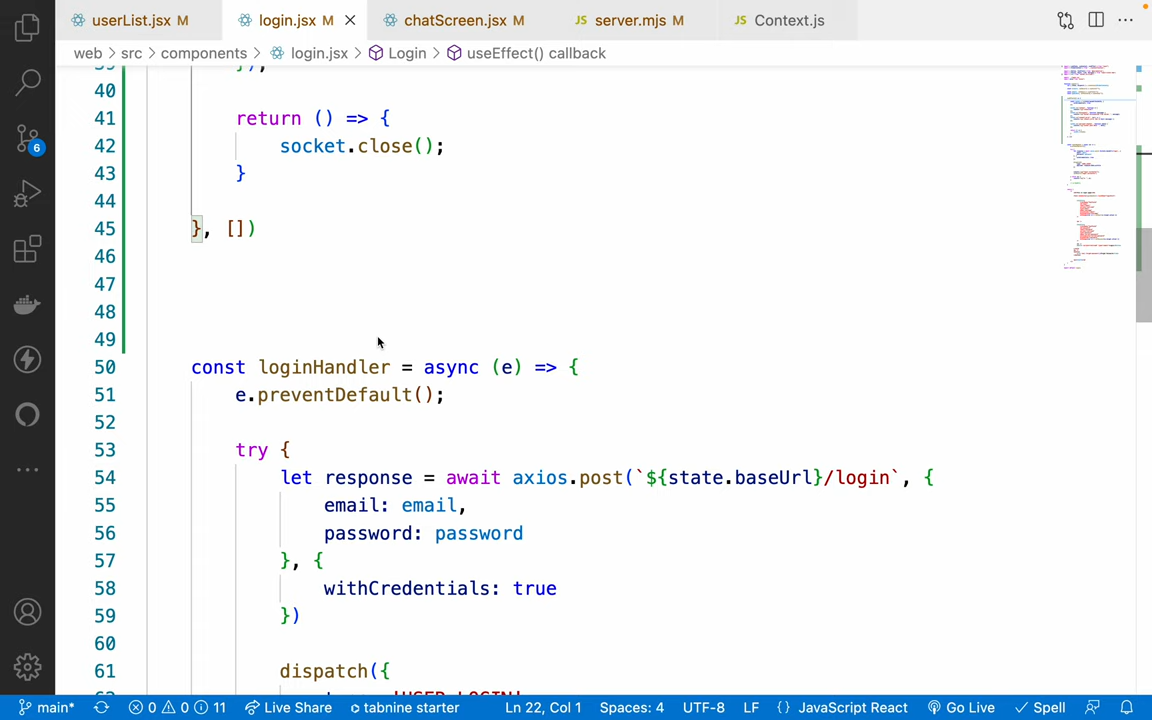 userList.jsx M login.jsx M chatScreen.jsx M JS server.mjs M JS Context.js
web > src > components > login.jsx > Login > useEffect() callback
});
40
41 return () => {
42 socket.close();
43 }
44
45 }, [])
46
47
48
49
50 const loginHandler = async (e) => {
51 e.preventDefault();
52
53 try {
54 let response = await axios.post(`${state.baseUrl}/login`, {
55 email: email,
56 password: password
57 }, {
58 withCredentials: true
59 })
60
61 dispatch({
6
main* 0 0 11 Live Share tabnine starter Ln 22, Col 1 Spaces: 4 UTF-8 LF {} JavaScript React Go Live Spell